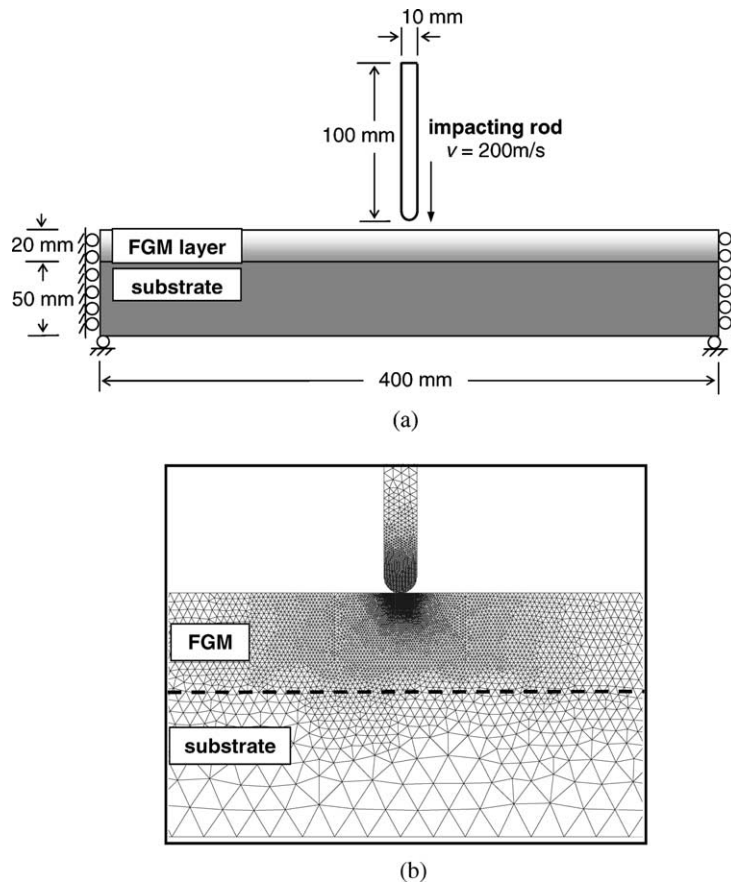 10 mm
100 mm
impacting rod
v = 200m/s
20 mm
FGM layer
50 mm
substrate
400 mm
(a)
FGM
substrate
(b)